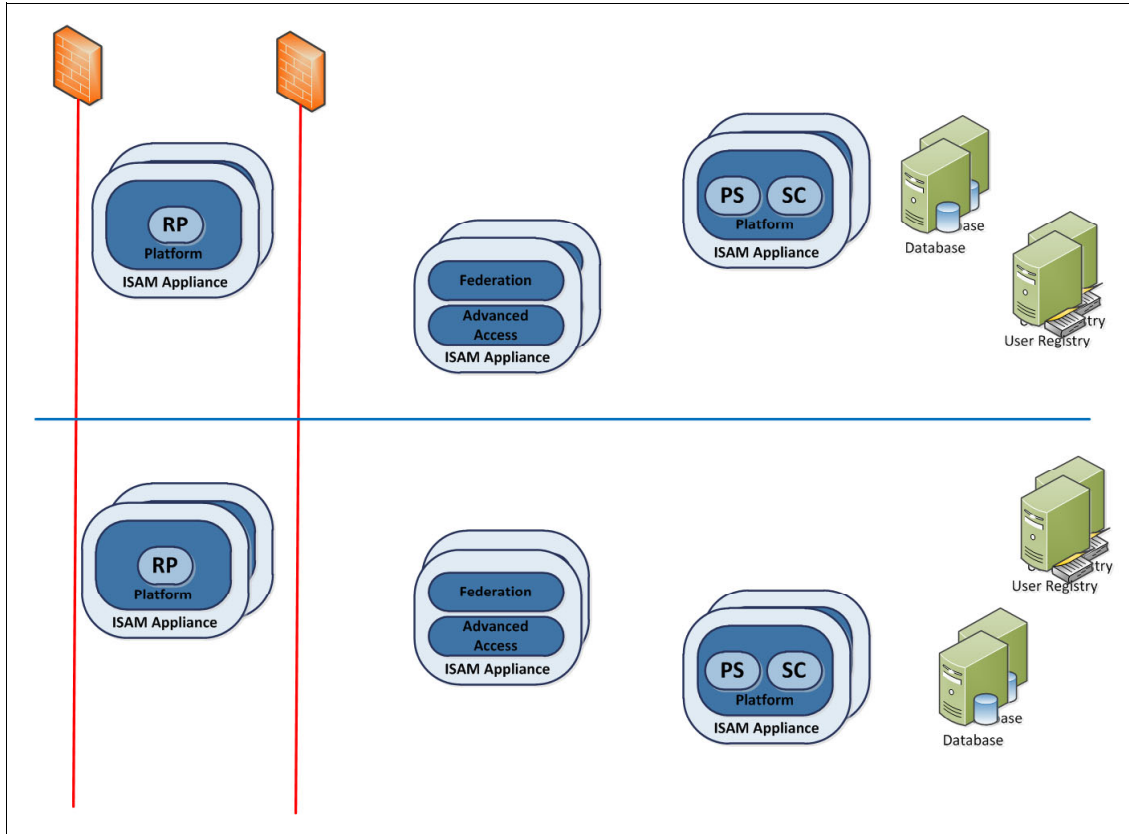 RP
Platform
ISAM Appliance
Federation
Advanced
Access
ISAM Appliance
PS SC
Platform
ISAM Appliance
Database
User Registry
RP
Platform
ISAM Appliance
Federation
Advanced
Access
ISAM Appliance
PS SC
Platform
ISAM Appliance
User Registry
Database